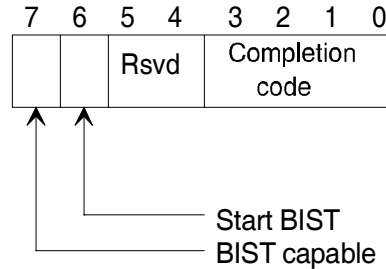 7 6 5 4 3 2 1 0
Rsvd Completion
code
Start BIST
BIST capable